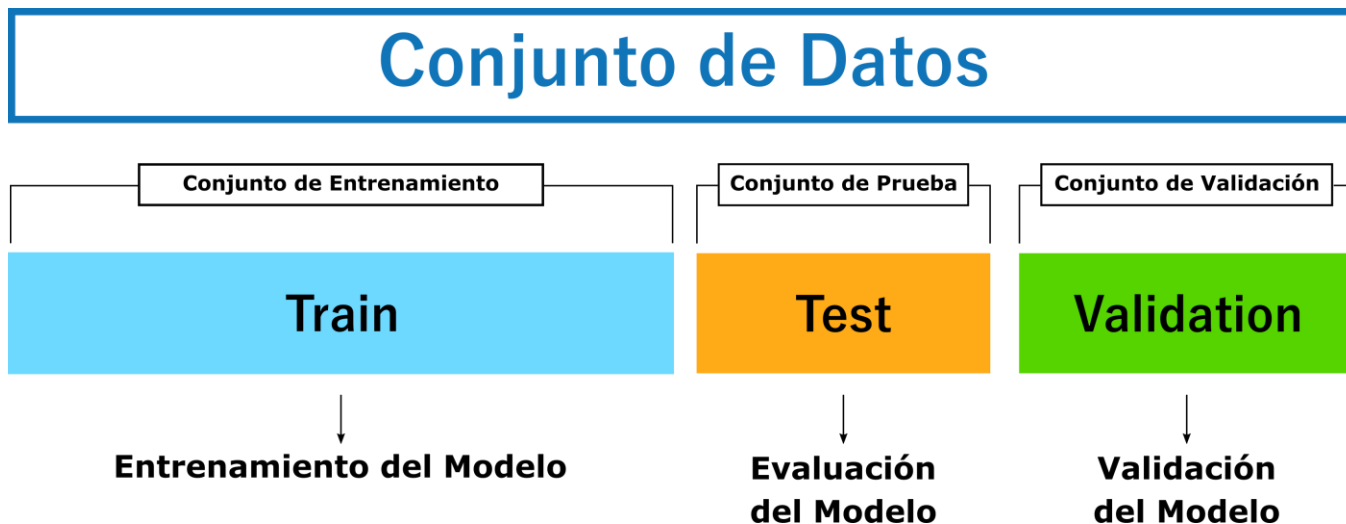 Conjunto de Datos
Conjunto de Entrenamiento
Conjunto de Prueba
Conjunto de Validación
Train
Test
Validation
Entrenamiento del Modelo
Evaluación
del Modelo
Validación
del Modelo